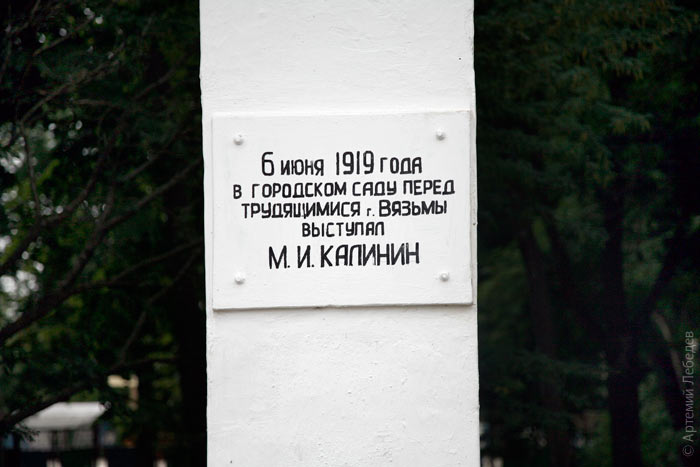 6 июня 1919 года
в городском саду перед
трудящимися г. Вязьмы
выступал
М. И. КАЛИНИН
© Артемий Лебедев